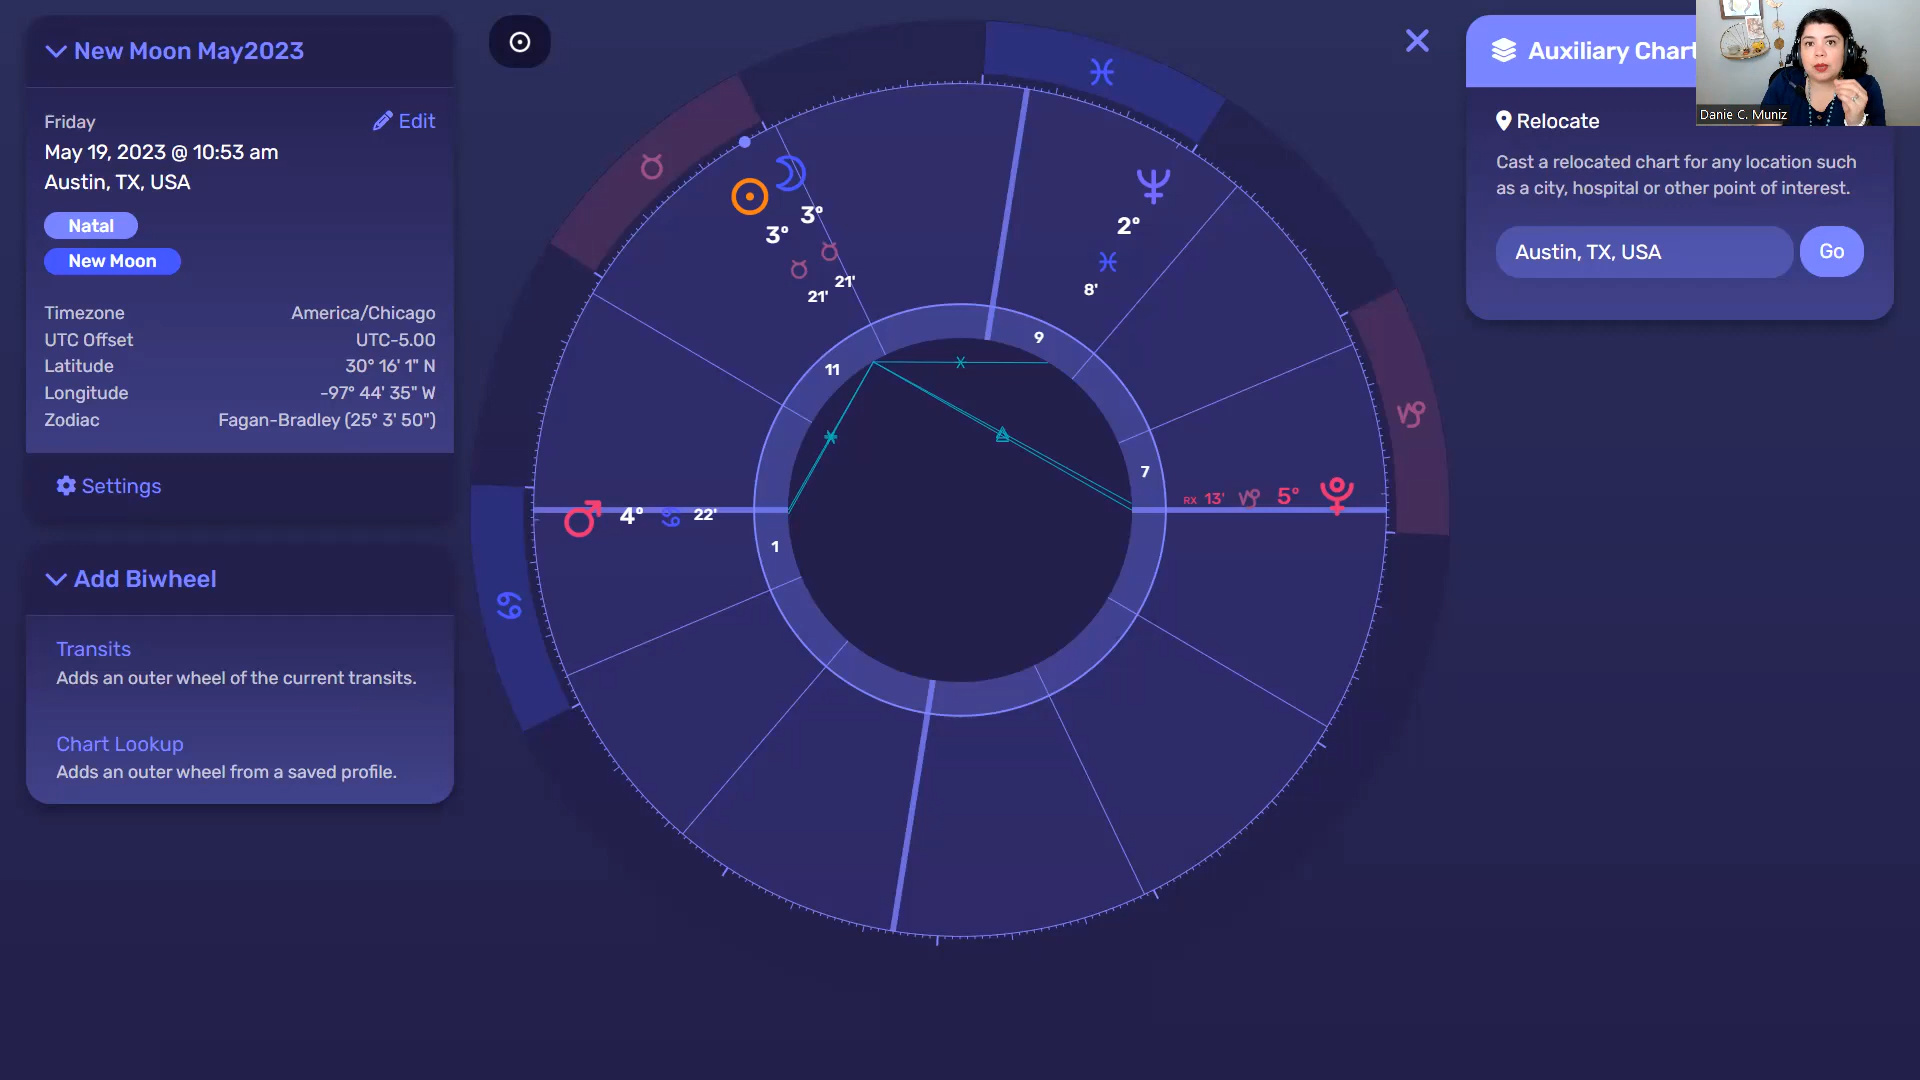 New Moon May2023
Friday
Edit
May 19, 2023 @ 10:53 am
Austin, TX, USA
Natal
New Moon
Timezone America/Chicago
UTC Offset UTC-5.00
Latitude 30° 16' 1" N
Longitude -97° 44' 35" W
Zodiac Fagan-Bradley (25° 3' 50")
Settings
Add Biwheel
Transits
Adds an outer wheel of the current transits.
Chart Lookup
Adds an outer wheel from a saved profile.
♓
♉
☽
☉
3°
3°
♉
♉
21'
21'
♆
2°
♓
8'
9
11
♑
7
♂ 4° ♋ 22'
RX 13' ♑ 5° ♇
1
♋
Auxiliary Chart
Danie C. Muniz
Relocate
Cast a relocated chart for any location such
as a city, hospital or other point of interest.
Austin, TX, USA
Go